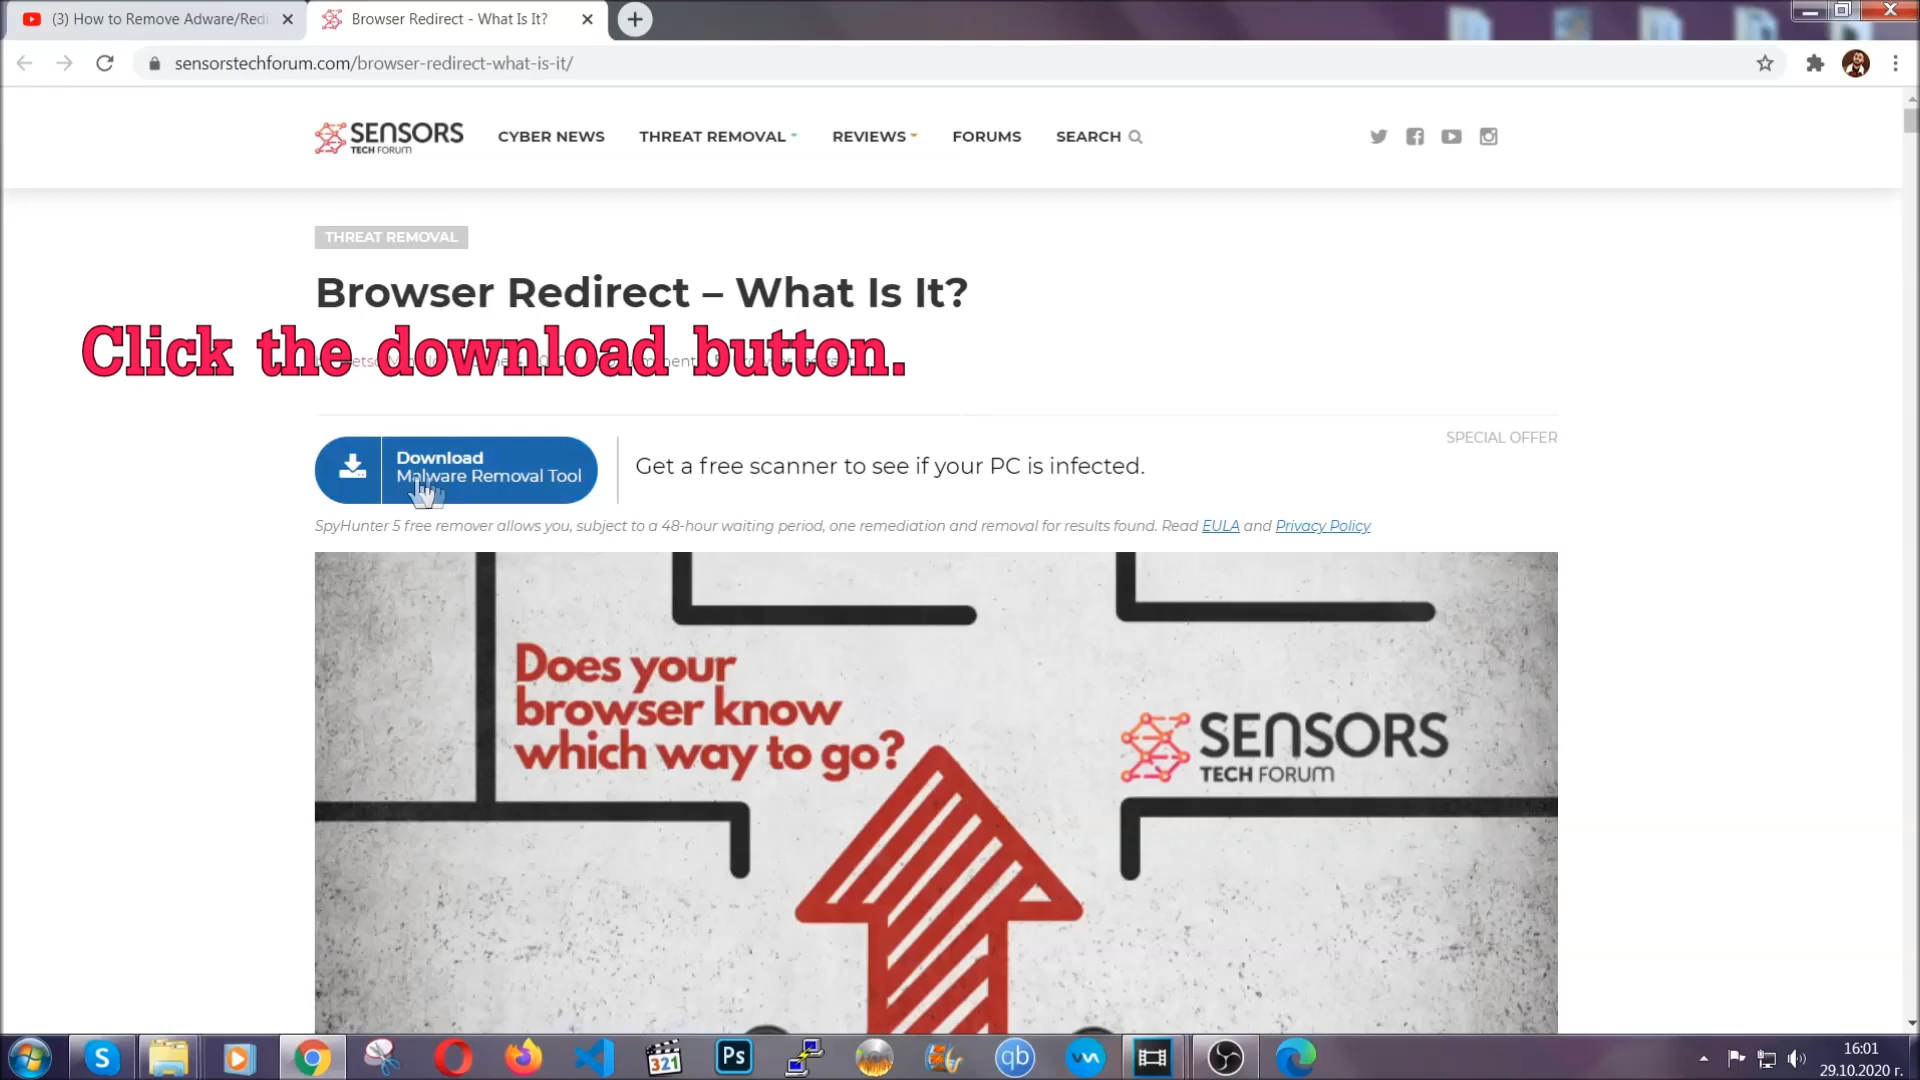 (3) How to Remove Adware/Redi
Browser Redirect - What Is It?
sensorstechforum.com/browser-redirect-what-is-it/
SENSORS
TECH FORUM
CYBER NEWS
THREAT REMOVAL
REVIEWS
FORUMS
SEARCH
THREAT REMOVAL
Browser Redirect – What Is It?
Click the download button.
Download
Malware Removal Tool
Get a free scanner to see if your PC is infected.
SPECIAL OFFER
SpyHunter 5 free remover allows you, subject to a 48-hour waiting period, one remediation and removal for results found. Read EULA and Privacy Policy
Does your
browser know
which way to go?
SENSORS
TECH FORUM
S
321
Ps
qb
16:01
29.10.2020 г.